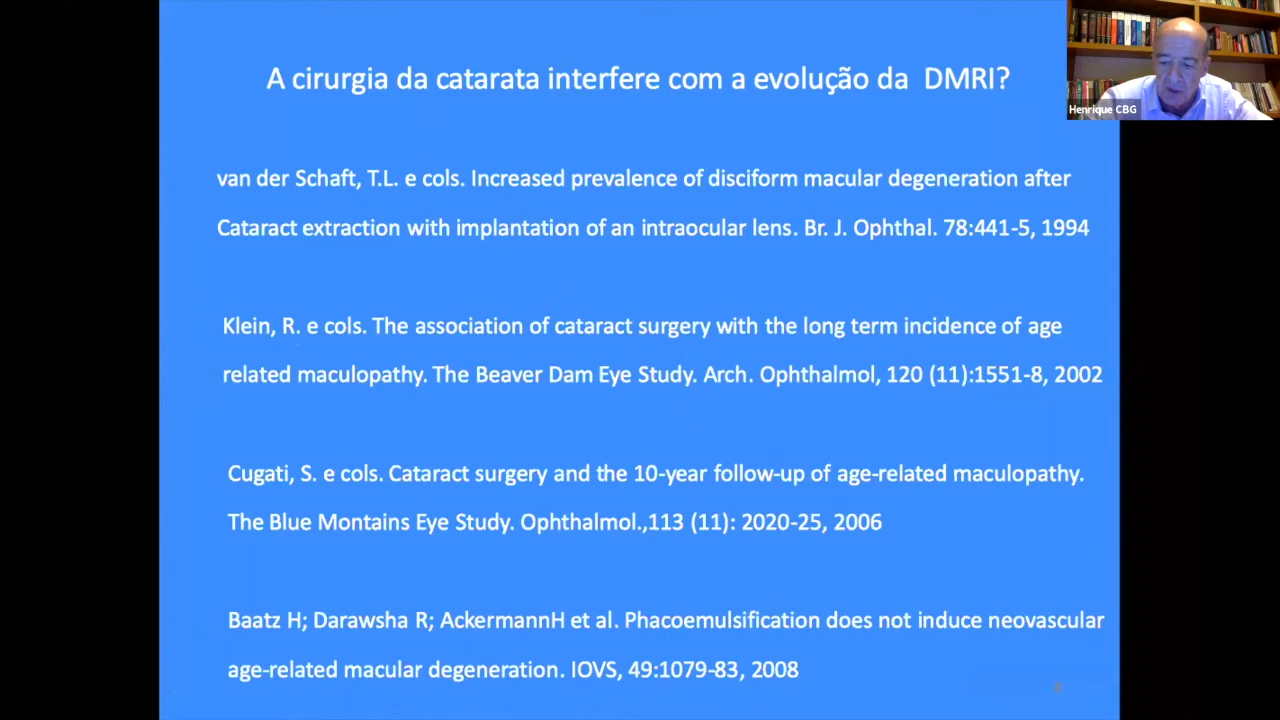 A cirurgia da catarata interfere com a evolução da DMRI?
Henrique CBG
van der Schaft, T.L. e cols. Increased prevalence of disciform macular degeneration after
Cataract extraction with implantation of an intraocular lens. Br. J. Ophthal. 78:441-5, 1994
Klein, R. e cols. The association of cataract surgery with the long term incidence of age
related maculopathy. The Beaver Dam Eye Study. Arch. Ophthalmol, 120 (11):1551-8, 2002
Cugati, S. e cols. Cataract surgery and the 10-year follow-up of age-related maculopathy.
The Blue Montains Eye Study. Ophthalmol.,113 (11): 2020-25, 2006
Baatz H; Darawsha R; AckermannH et al. Phacoemulsification does not induce neovascular
age-related macular degeneration. IOVS, 49:1079-83, 2008